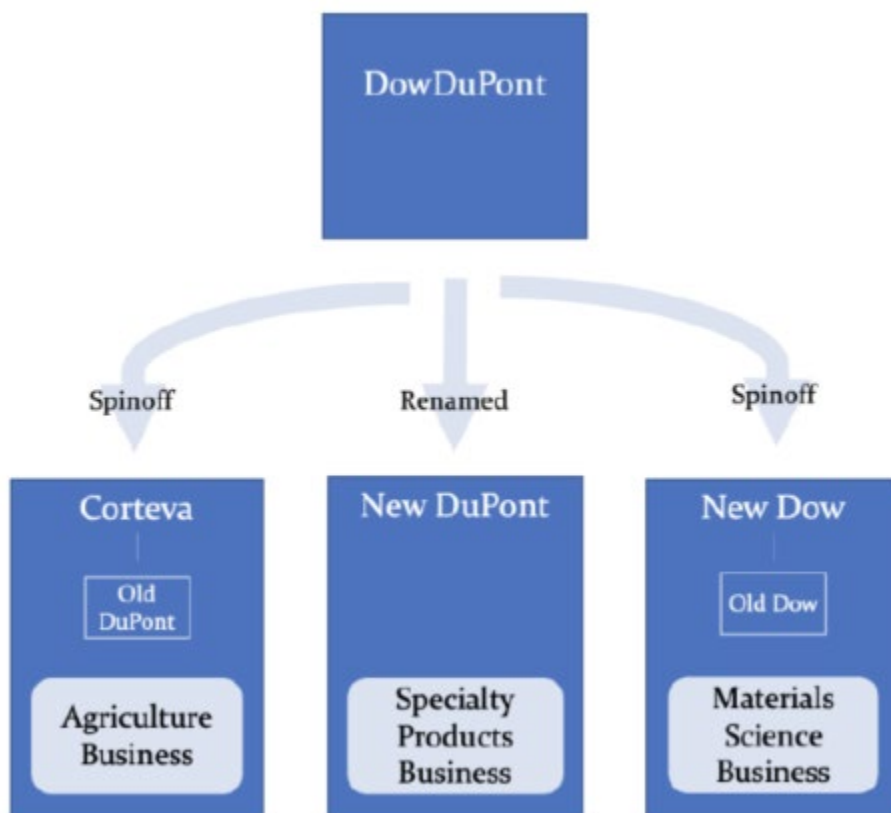 DowDuPont
Spinoff
Renamed
Spinoff
Corteva
New DuPont
New Dow
Old
DuPont
Old Dow
Agriculture
Business
Specialty
Products
Business
Materials
Science
Business